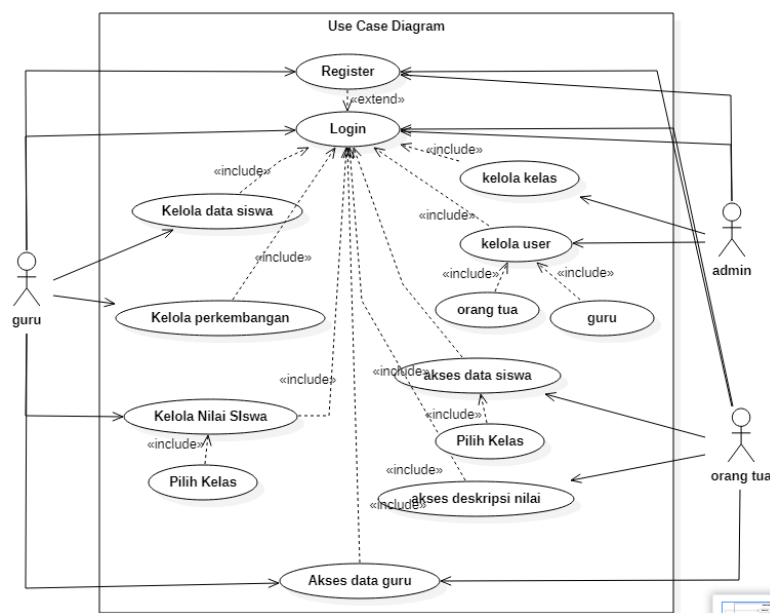 Use Case Diagram
Register
«extend»
Login
«include»
«include»
kelola kelas
Kelola data siswa
«include»
kelola user
«include»
«include»
«include»
admin
guru
Kelola perkembangan
orang tua
guru
«include»
«include»
akses data siswa
Kelola Nilai SIswa
«include»
«include»
Pilih Kelas
Pilih Kelas
«include»
akses deskripsi nilai
«include»
orang tua
Akses data guru